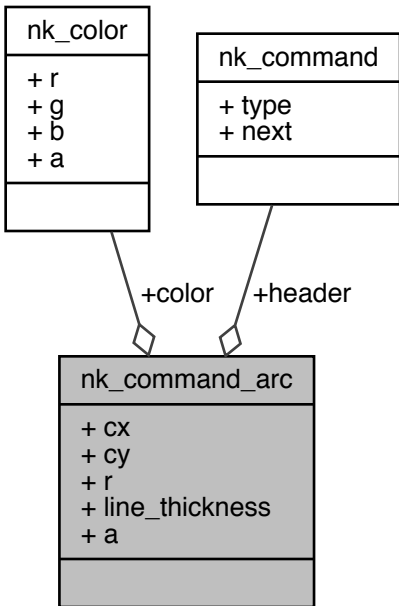 nk_color
+ r
+ g
+ b
+ a
nk_command
+ type
+ next
+color
+header
nk_command_arc
+ cx
+ cy
+ r
+ line_thickness
+ a